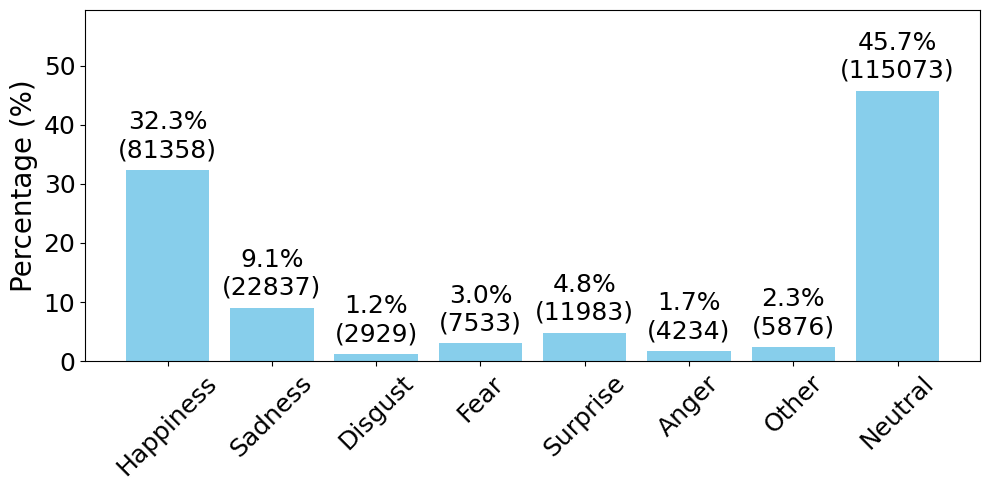 Percentage (%)
50
40
30
20
10
0
32.3%
(81358)
9.1%
(22837)
1.2%
(2929)
3.0%
(7533)
4.8%
(11983)
1.7%
(4234)
2.3%
(5876)
45.7%
(115073)
Happiness
Sadness
Disgust
Fear
Surprise
Anger
Other
Neutral